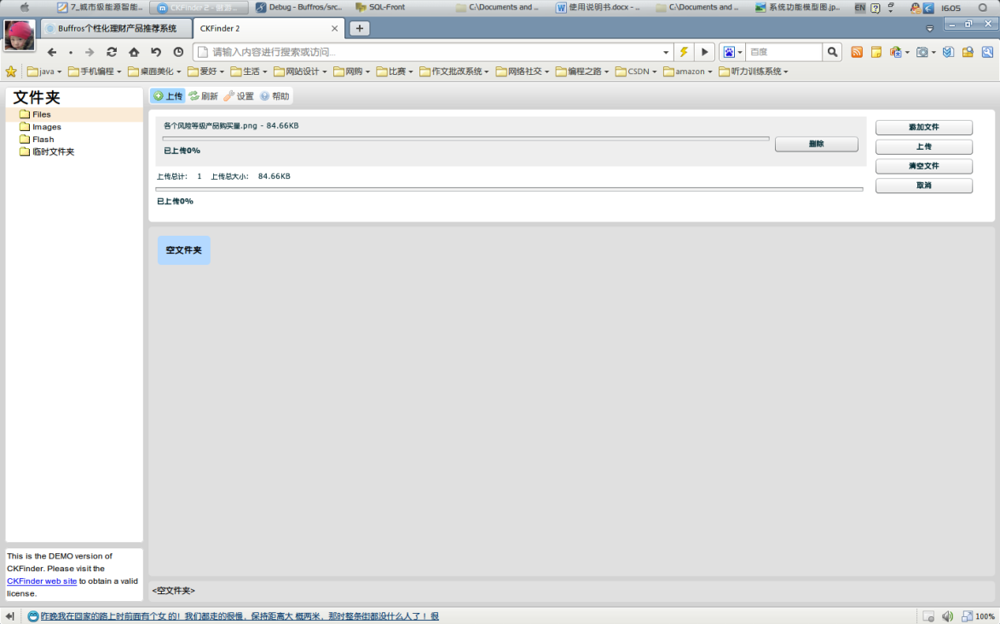 7_城市级能源智能..
CKFinder 2 - 遨游..
Debug - Buffros/src...
SQL-Front
C:\Documents and ...
使用说明书.docx - ...
C:\Documents and ...
系统功能模型图.jp...
EN
16:05
Buffros个性化理财产品推荐系统
CKFinder 2
请输入内容进行搜索或访问...
百度
java
手机编程
桌面美化
爱好
生活
网站设计
网购
比赛
作文批改系统
网络社交
编程之路
CSDN
amazon
听力训练系统
文件夹
Files
Images
Flash
临时文件夹
上传
刷新
设置
帮助
各个风险等级产品购买量.png - 84.66KB
已上传0%
删除
上传总计: 1 上传总大小: 84.66KB
已上传0%
添加文件
上传
清空文件
取消
空文件夹
This is the DEMO version of
CKFinder. Please visit the
CKFinder web site to obtain a valid
license.
<空文件夹>
昨晚我在回家的路上时前面有个女 的！我们都走的很慢，保持距离大 概两米，那时整条街都没什么人了 ！很
100%